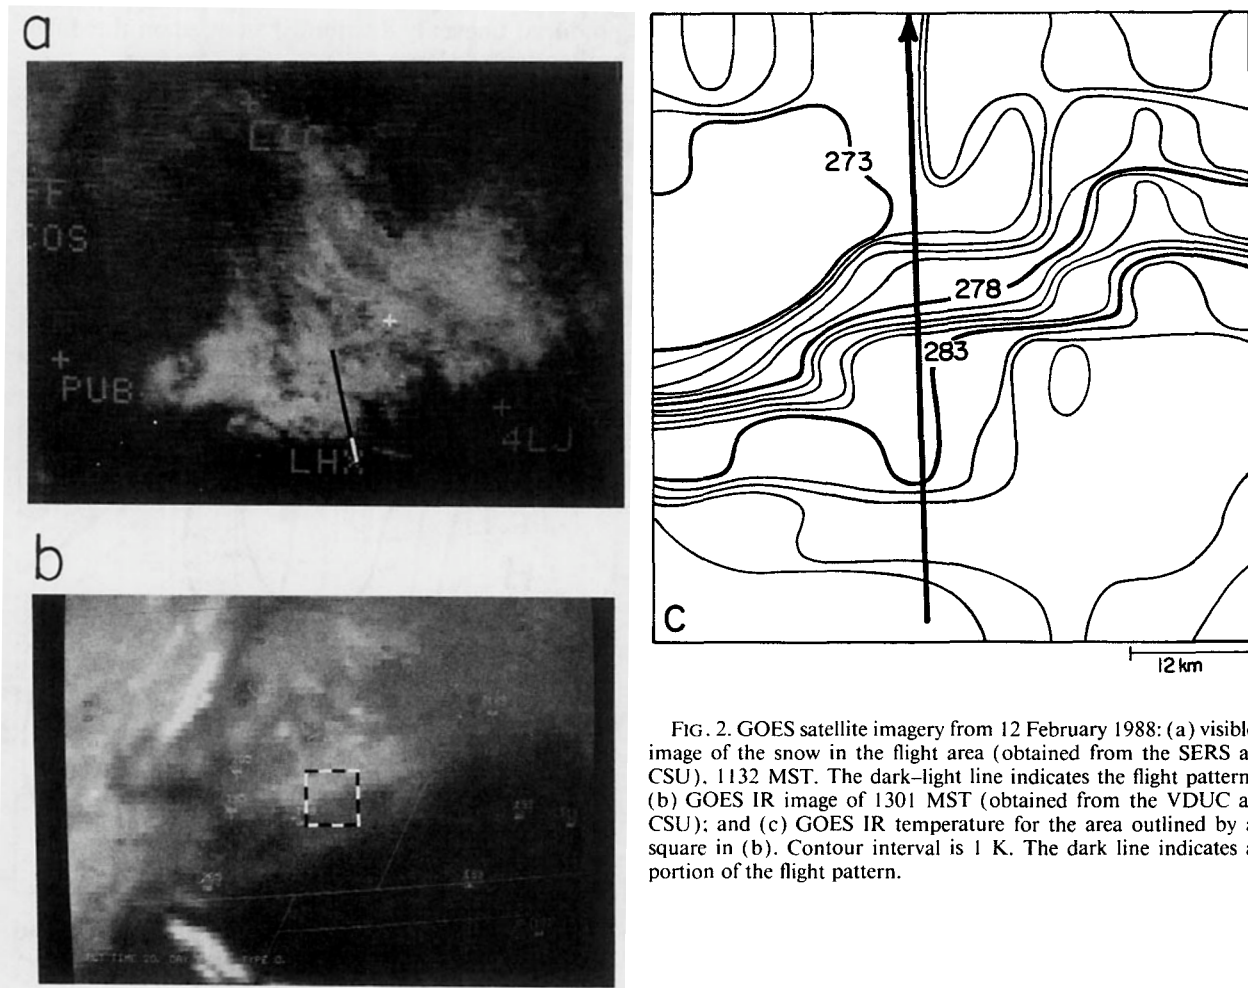 a
COS
PUB
LHX
4LJ
b
273
278
283
C
12 km
FIG. 2. GOES satellite imagery from 12 February 1988: (a) visible
image of the snow in the flight area (obtained from the SERS a
CSU), 1132 MST. The dark–light line indicates the flight pattern
(b) GOES IR image of 1301 MST (obtained from the VDUC a
CSU); and (c) GOES IR temperature for the area outlined by a
square in (b). Contour interval is 1 K. The dark line indicates a
portion of the flight pattern.